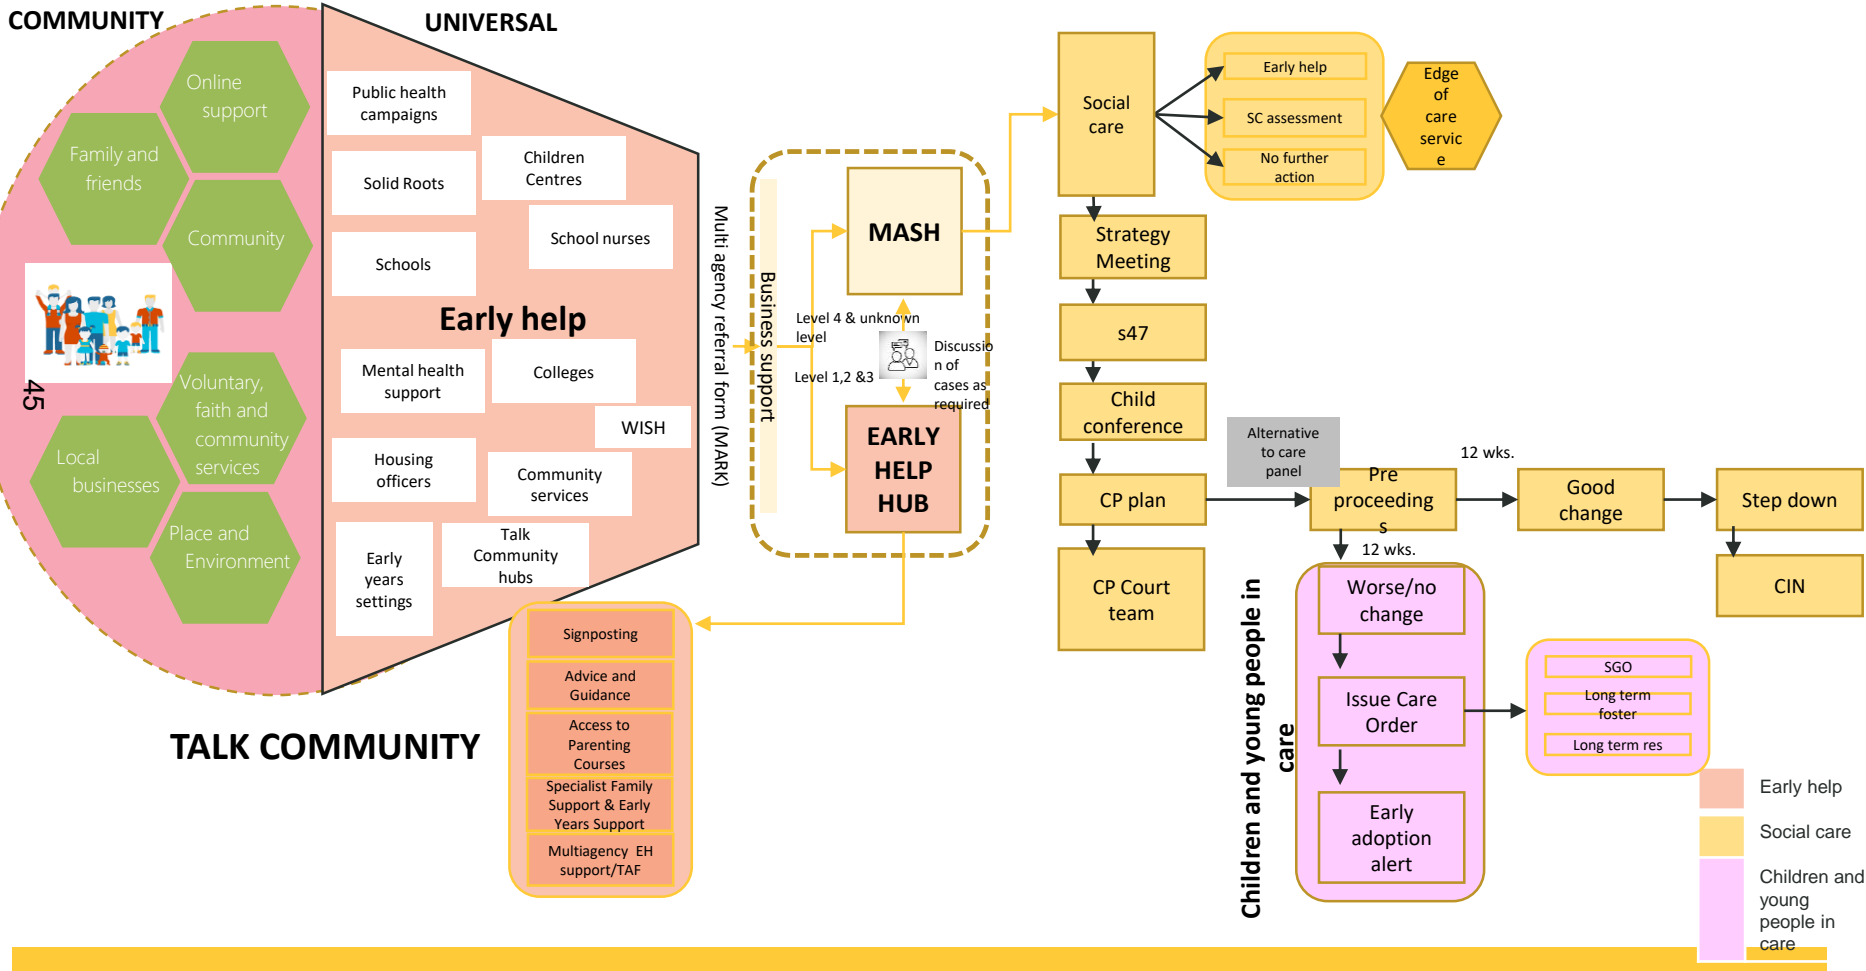 COMMUNITY
Online
support
Family and
friends
Community
45
Voluntary,
faith and
community
services
Local
businesses
Place and
Environment
UNIVERSAL
Public health
campaigns
Children
Centres
Solid Roots
School nurses
Schools
Early help
Mental health
support
Colleges
WISH
Housing
officers
Community
services
Early
years
settings
Talk
Community
hubs
TALK COMMUNITY
Multi agency referral form (MARK)
Business support
MASH
Level 4 & unknown
level
Level 1,2 &3
Discussio
n of
cases as
required
EARLY
HELP
HUB
Signposting
Advice and
Guidance
Access to
Parenting
Courses
Specialist Family
Support & Early
Years Support
Multiagency EH
support/TAF
Social
care
Early help
SC assessment
No further
action
Edge
of
care
servic
e
Strategy
Meeting
s47
Child
conference
CP plan
CP Court
team
Alternative
to care
panel
Pre
proceeding
s
12 wks.
Good
change
Step down
CIN
12 wks.
Children and young people in
care
Worse/no
change
Issue Care
Order
Early
adoption
alert
SGO
Long term
foster
Long term res
Early help
Social care
Children and
young
people in
care